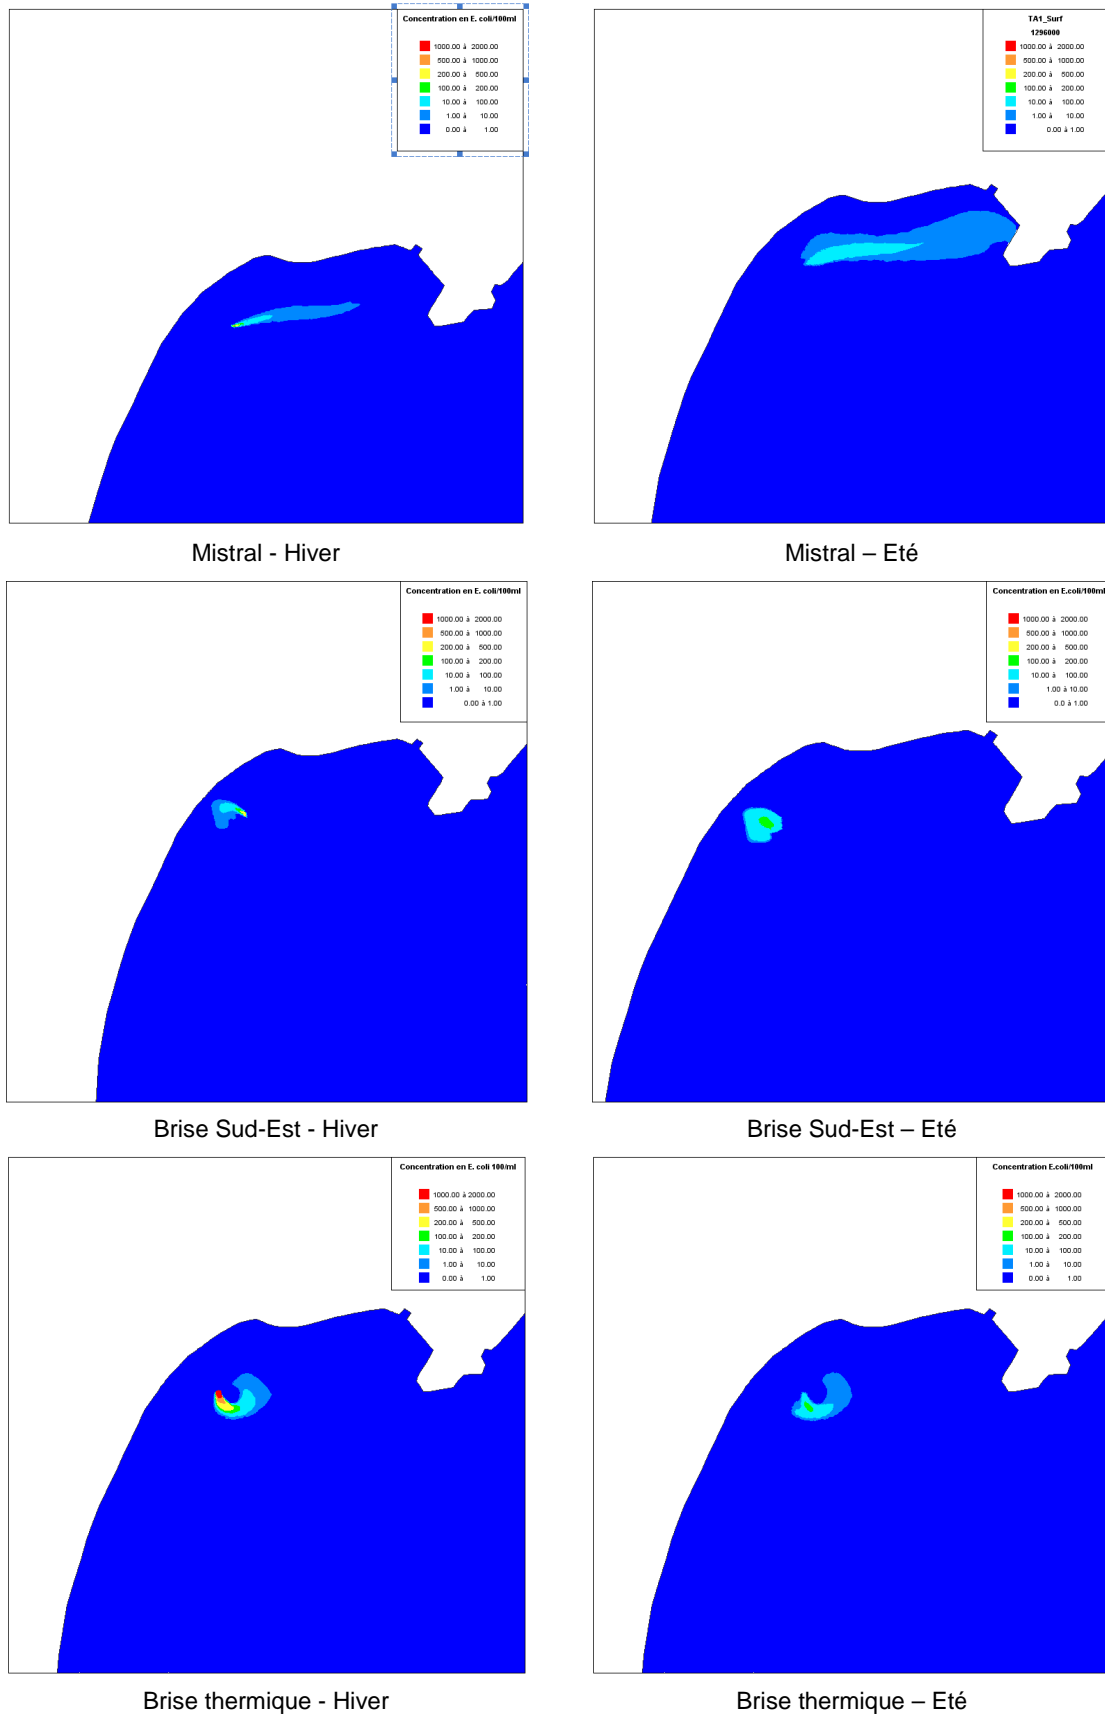 Concentration en E. coli/100ml
1000.00 à 2000.00
500.00 à 1000.00
200.00 à 500.00
100.00 à 200.00
10.00 à 100.00
1.00 à 10.00
0.00 à 1.00
Mistral - Hiver
TA1_Surf
1296000
1000.00 à 2000.00
500.00 à 1000.00
200.00 à 500.00
100.00 à 200.00
10.00 à 100.00
1.00 à 10.00
0.00 à 1.00
Mistral – Eté
Concentration en E. coli/100ml
1000.00 à 2000.00
500.00 à 1000.00
200.00 à 500.00
100.00 à 200.00
10.00 à 100.00
1.00 à 10.00
0.00 à 1.00
Brise Sud-Est - Hiver
Concentration en E.coli/100ml
1000.00 à 2000.00
500.00 à 1000.00
200.00 à 500.00
100.00 à 200.00
10.00 à 100.00
1.00 à 10.00
0.0 à 1.00
Brise Sud-Est – Eté
Concentration en E. coli 100/ml
1000.00 à 2000.00
500.00 à 1000.00
200.00 à 500.00
100.00 à 200.00
10.00 à 100.00
1.00 à 10.00
0.00 à 1.00
Brise thermique - Hiver
Concentration E.coli/100ml
1000.00 à 2000.00
500.00 à 1000.00
200.00 à 500.00
100.00 à 200.00
10.00 à 100.00
1.00 à 10.00
0.00 à 1.00
Brise thermique – Eté